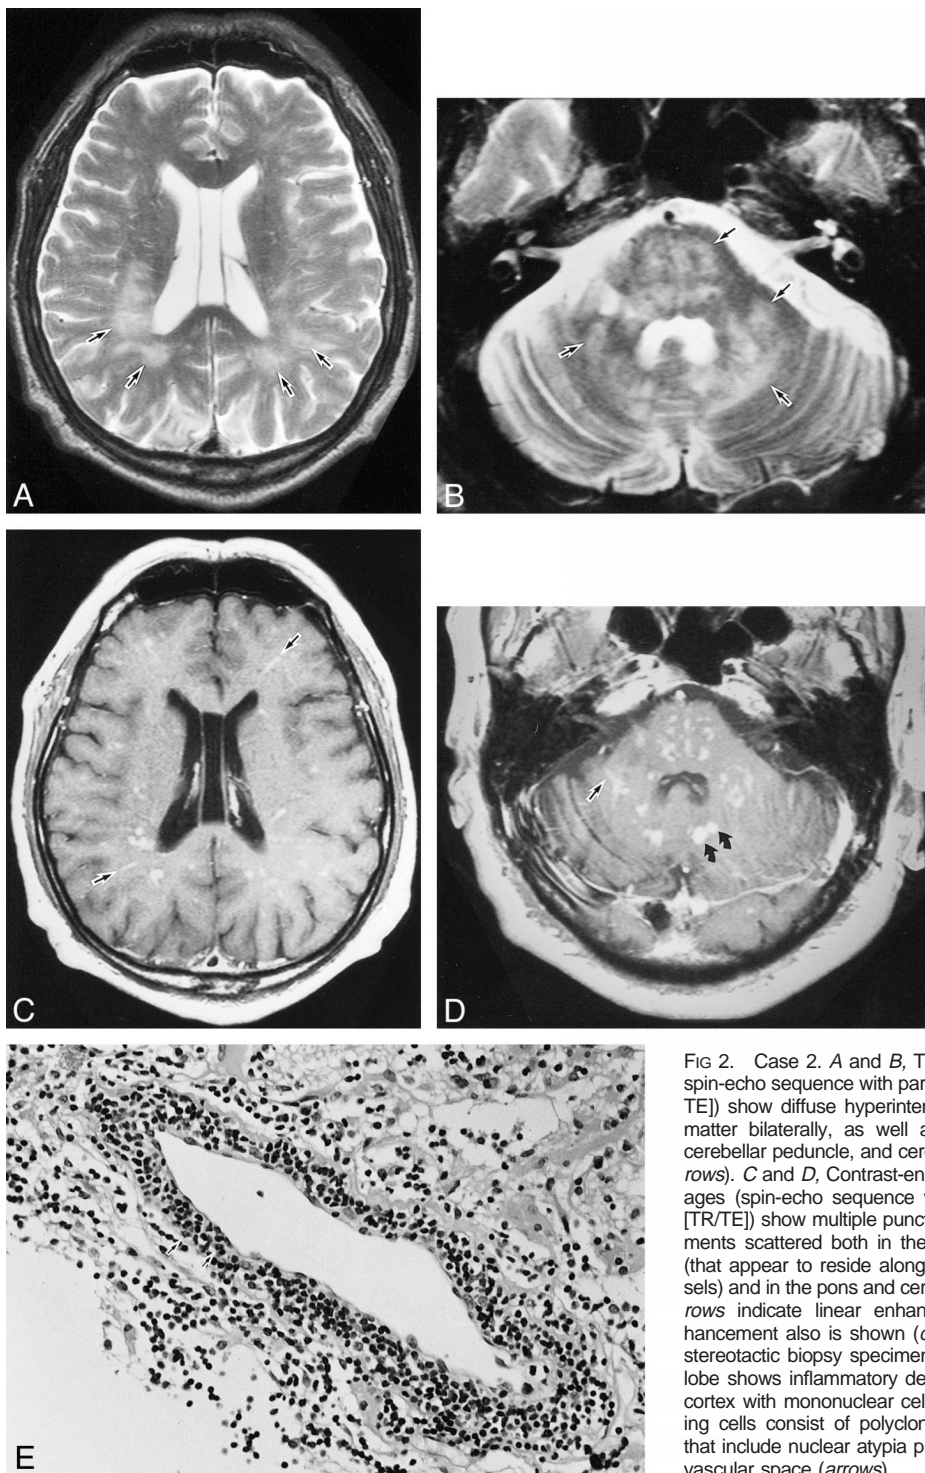 A
B
C
D
E
FIG 2. Case 2. A and B, T
spin-echo sequence with par
TE]) show diffuse hyperinter
matter bilaterally, as well a
cerebellar peduncle, and cer
rows). C and D, Contrast-en
ages (spin-echo sequence w
[TR/TE]) show multiple punc
ments scattered both in the
(that appear to reside along
sels) and in the pons and cer
rows indicate linear enhan
hancement also is shown (c
stereotactic biopsy specimen
lobe shows inflammatory de
cortex with mononuclear cel
ing cells consist of polyclon
that include nuclear atypia p
vascular space (arrows).